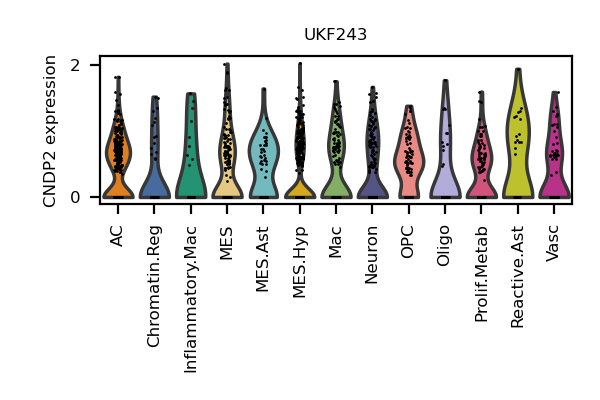 UKF243
CNDP2 expression
2
0
AC
Chromatin.Reg
Inflammatory.Mac
MES
MES.Ast
MES.Hyp
Mac
Neuron
OPC
Oligo
Prolif.Metab
Reactive.Ast
Vasc